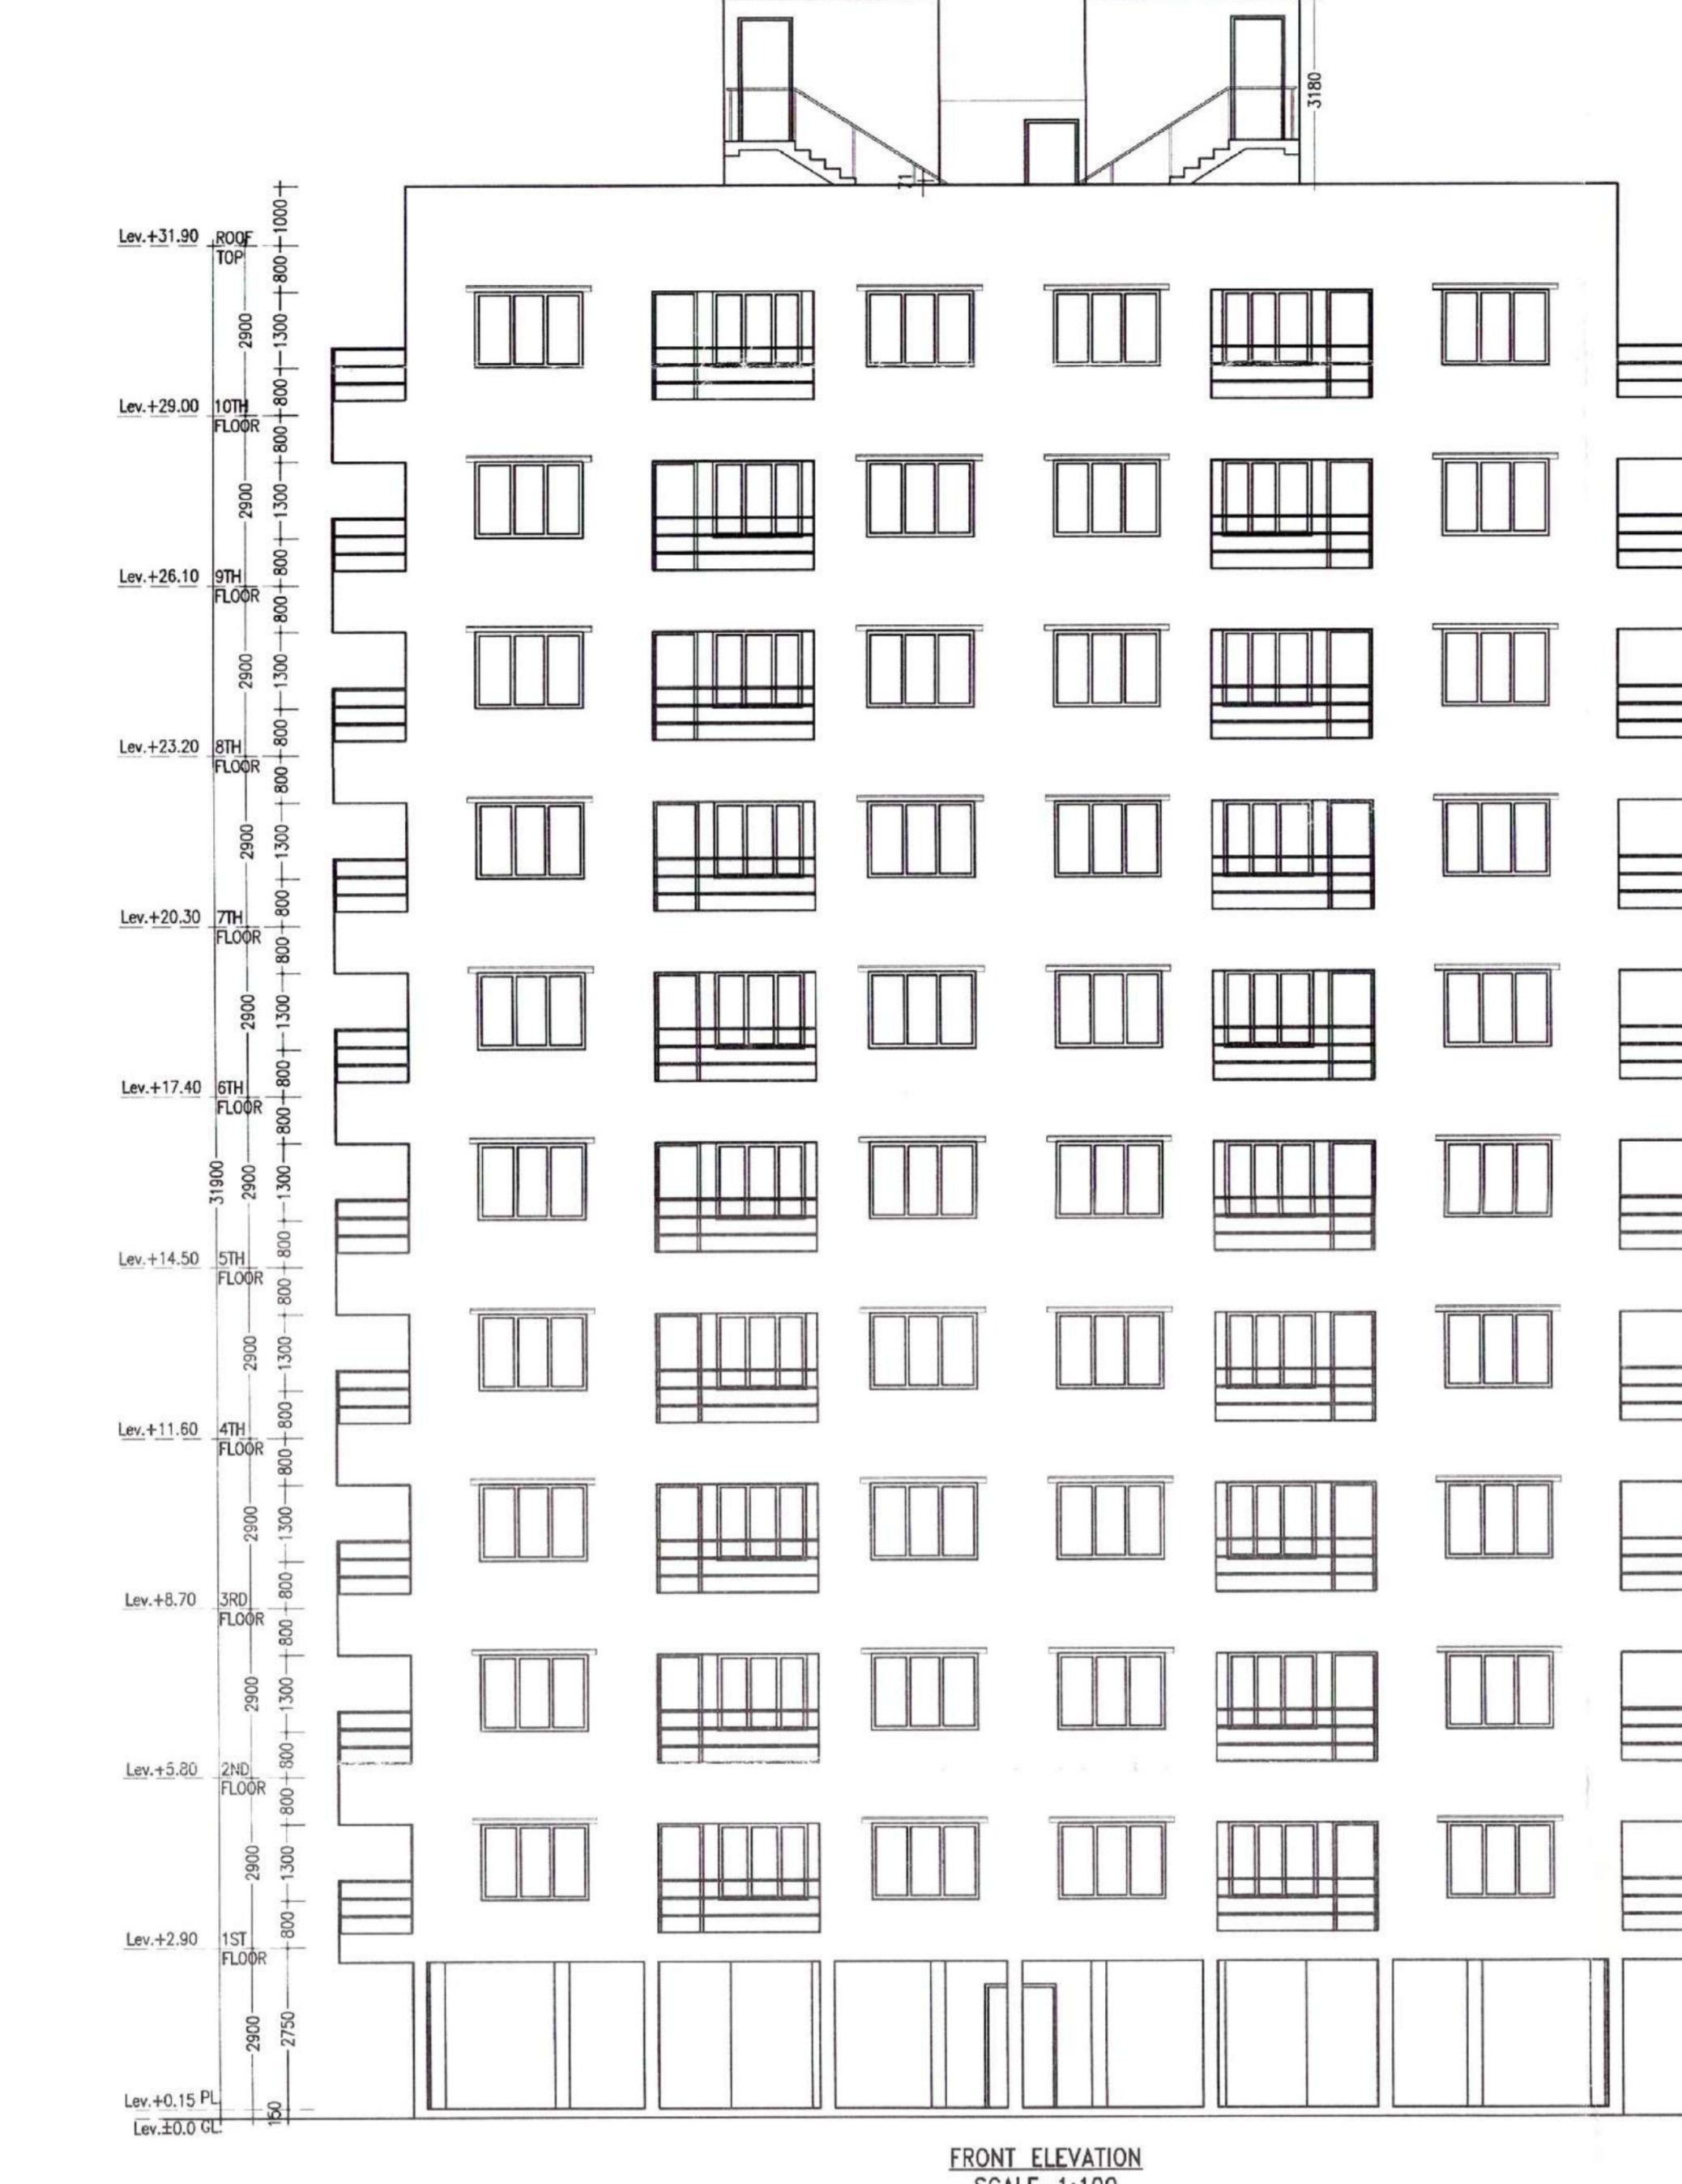 3180
71
1000
Lev.+31.90 ROOF
TOP
800
2900
1300
800
Lev.+29.00 10TH
FLOOR
800
2900
1300
800
Lev.+26.10 9TH
FLOOR
800
2900
1300
800
Lev.+23.20 8TH
FLOOR
800
2900
1300
800
Lev.+20.30 7TH
FLOOR
800
2900
1300
800
Lev.+17.40 6TH
FLOOR
800
31900
2900
1300
800
Lev.+14.50 5TH
FLOOR
800
2900
1300
800
Lev.+11.60 4TH
FLOOR
800
2900
1300
800
Lev.+8.70 3RD
FLOOR
800
2900
1300
800
Lev.+5.80 2ND
FLOOR
800
2900
1300
800
Lev.+2.90 1ST
FLOOR
2900
2750
Lev.+0.15 PL
150
Lev.±0.0 GL.
FRONT ELEVATION
SCALE 1:100